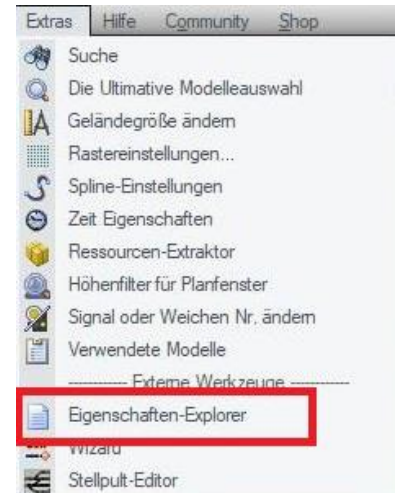 Extras Hilfe Community Shop
Suche
Die Ultimative Modelleauswahl
Geländegröße ändern
Rastereinstellungen...
Spline-Einstellungen
Zeit Eigenschaften
Ressourcen-Extraktor
Höhenfilter für Planfenster
Signal oder Weichen Nr. ändern
Verwendete Modelle
----------- Externe Werkzeuge -----------
Eigenschaften-Explorer
Wizard
Stellpult-Editor